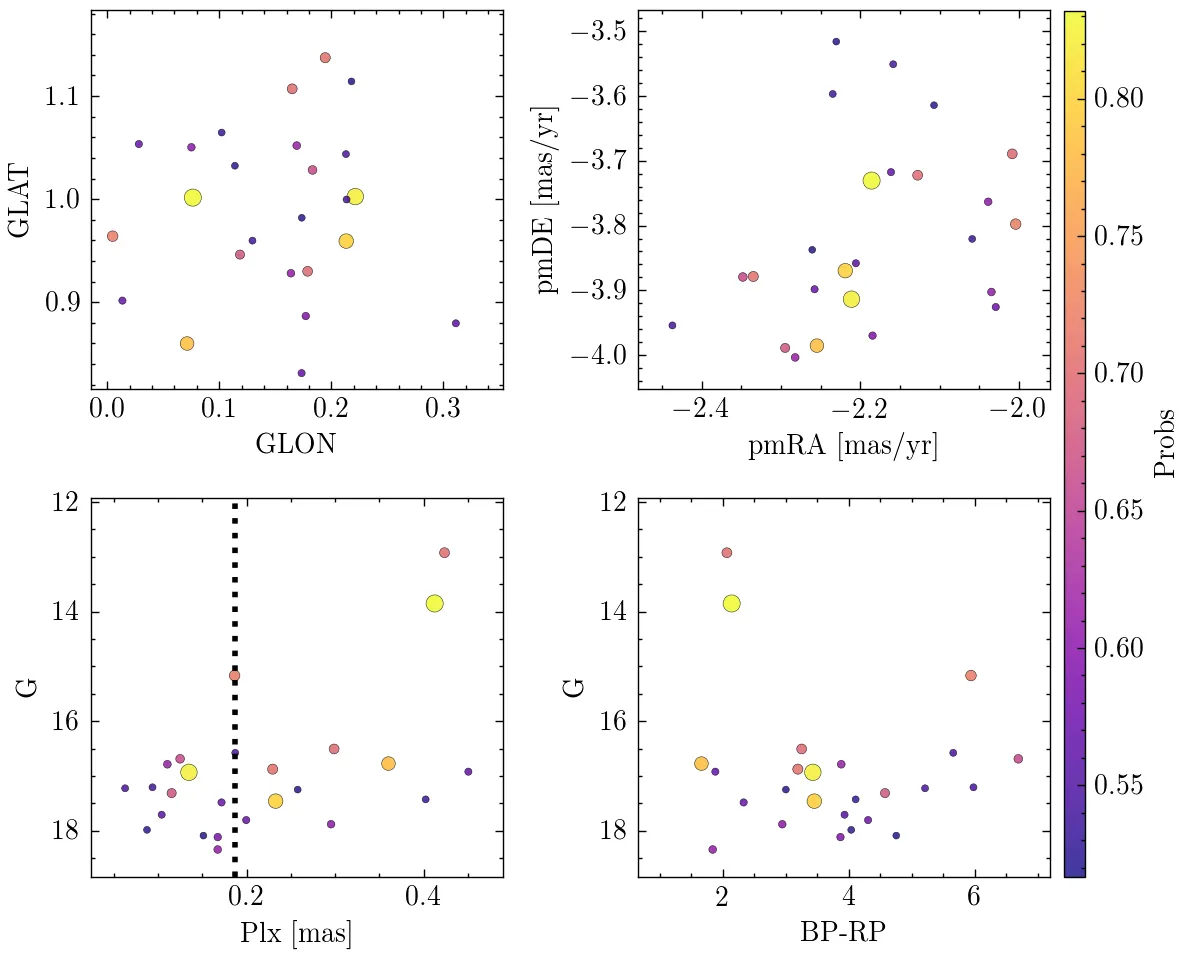 1.1
1.0
0.9
GLAT
0.0 0.1 0.2 0.3
GLON
−3.5
−3.6
−3.7
−3.8
−3.9
−4.0
pmDE [mas/yr]
−2.4 −2.2 −2.0
pmRA [mas/yr]
0.80
0.75
0.70
0.65
0.60
0.55
Probs
12
14
16
18
G
0.2 0.4
Plx [mas]
12
14
16
18
G
2 4 6
BP-RP